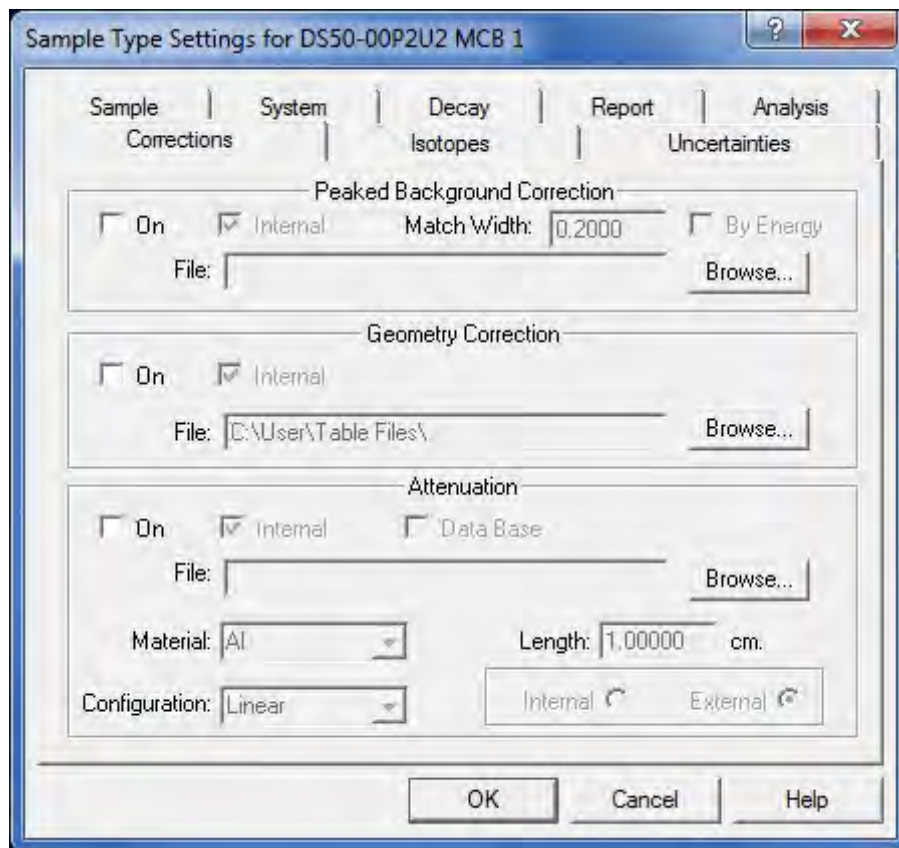 Sample Type Settings for DS50-00P2U2 MCB 1
Sample System Decay Report Analysis
Corrections Isotopes Uncertainties
Peaked Background Correction
On Internal Match Width: 0.2000 By Energy
File: Browse...
Geometry Correction
On Internal
File: C:\User\Table Files\ Browse...
Attenuation
On Internal Data Base
File: Browse...
Material: Al Length: 1.00000 cm.
Configuration: Linear Internal External
OK Cancel Help